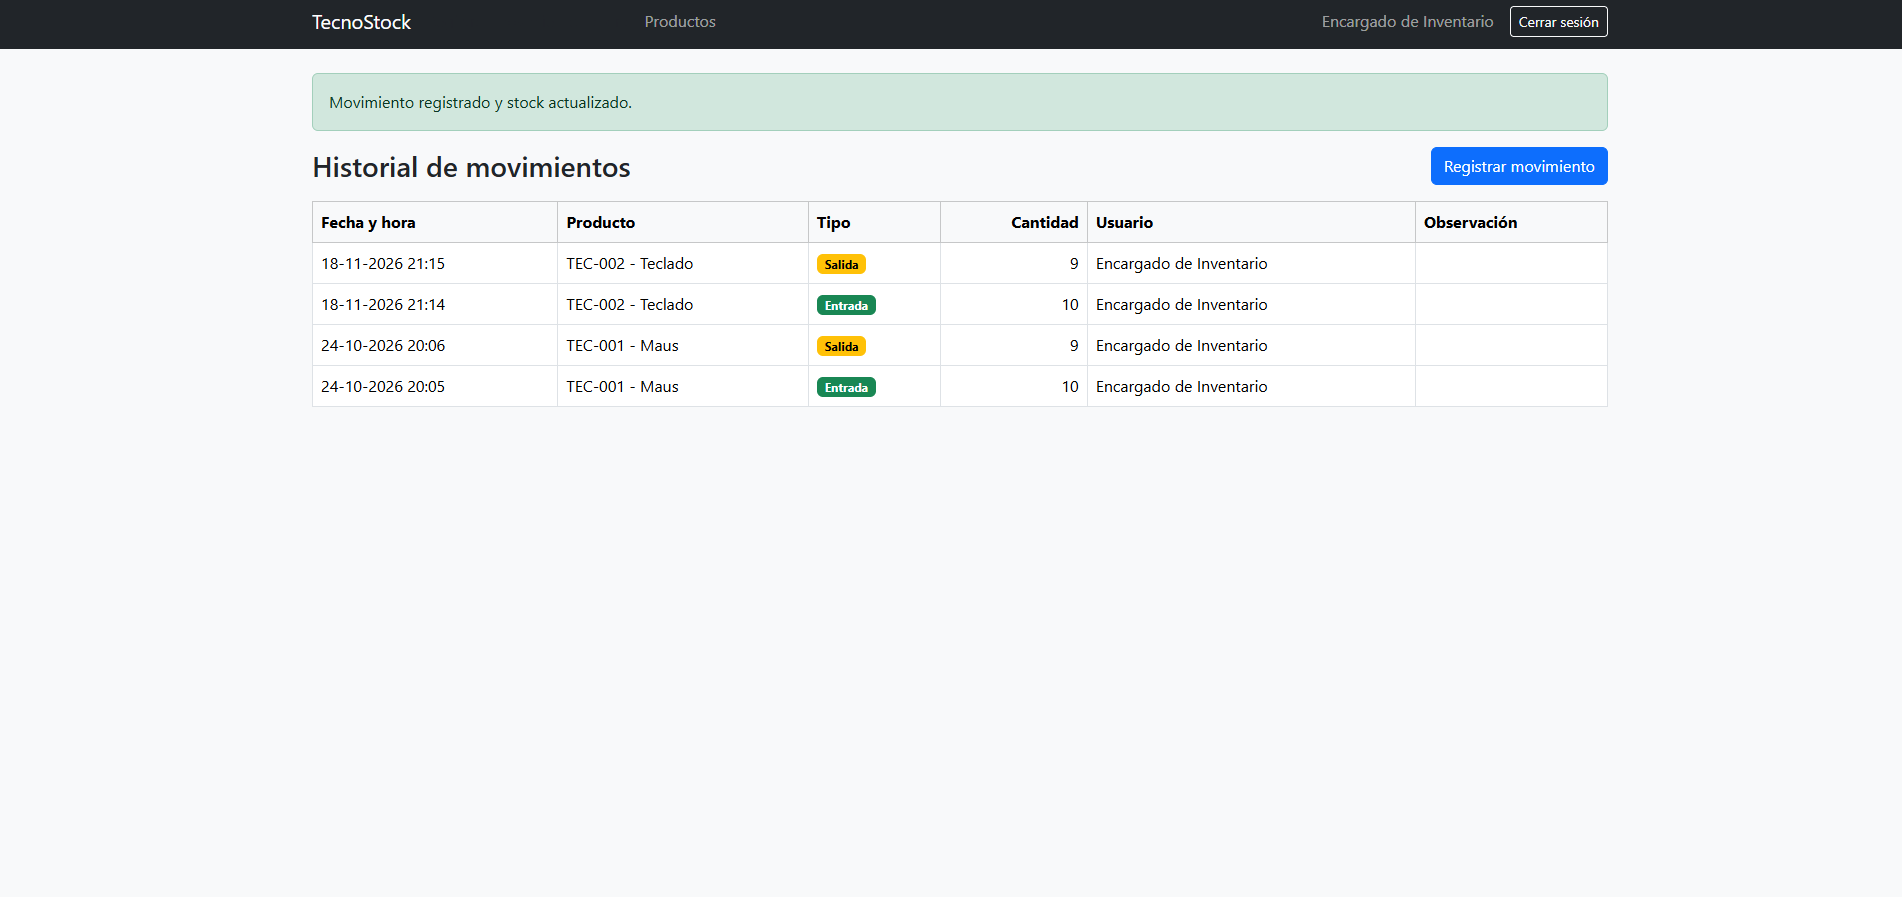 TecnoStock Productos Encargado de Inventario Cerrar sesión
Movimiento registrado y stock actualizado.
Historial de movimientos Registrar movimiento
Fecha y hora Producto Tipo Cantidad Usuario Observación
18-11-2026 21:15 TEC-002 - Teclado Salida 9 Encargado de Inventario
18-11-2026 21:14 TEC-002 - Teclado Entrada 10 Encargado de Inventario
24-10-2026 20:06 TEC-001 - Maus Salida 9 Encargado de Inventario
24-10-2026 20:05 TEC-001 - Maus Entrada 10 Encargado de Inventario